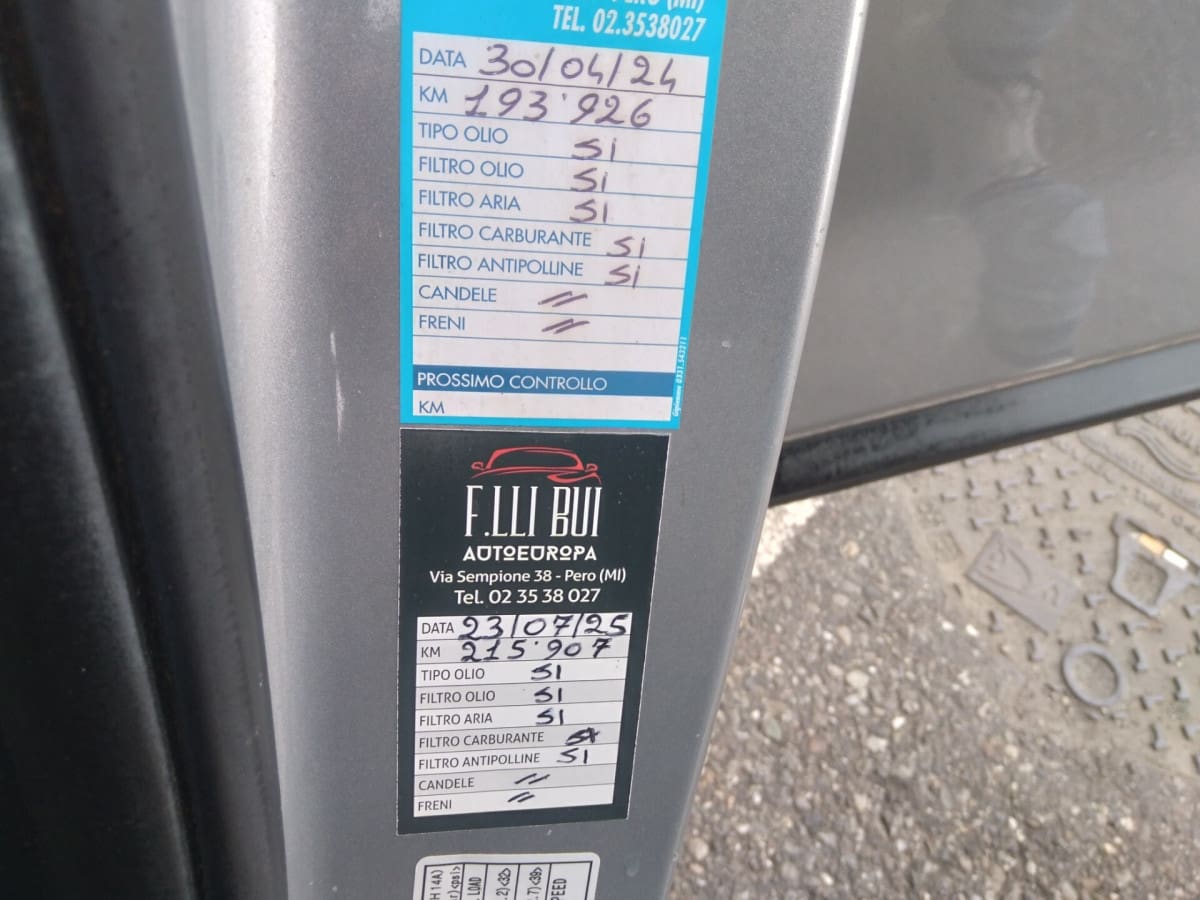 PERO (MI)
TEL. 02.3538027
DATA 30/04/24
KM 193'926
TIPO OLIO SI
FILTRO OLIO SI
FILTRO ARIA SI
FILTRO CARBURANTE SI
FILTRO ANTIPOLLINE SI
CANDELE //
FRENI //
PROSSIMO CONTROLLO
KM
F.LLI BUI
AUTOEUROPA
Via Sempione 38 - Pero (MI)
Tel. 02 35 38 027
DATA 23/07/25
KM 215'907
TIPO OLIO SI
FILTRO OLIO SI
FILTRO ARIA SI
FILTRO CARBURANTE
FILTRO ANTIPOLLINE SI
CANDELE //
FRENI //
LOAD